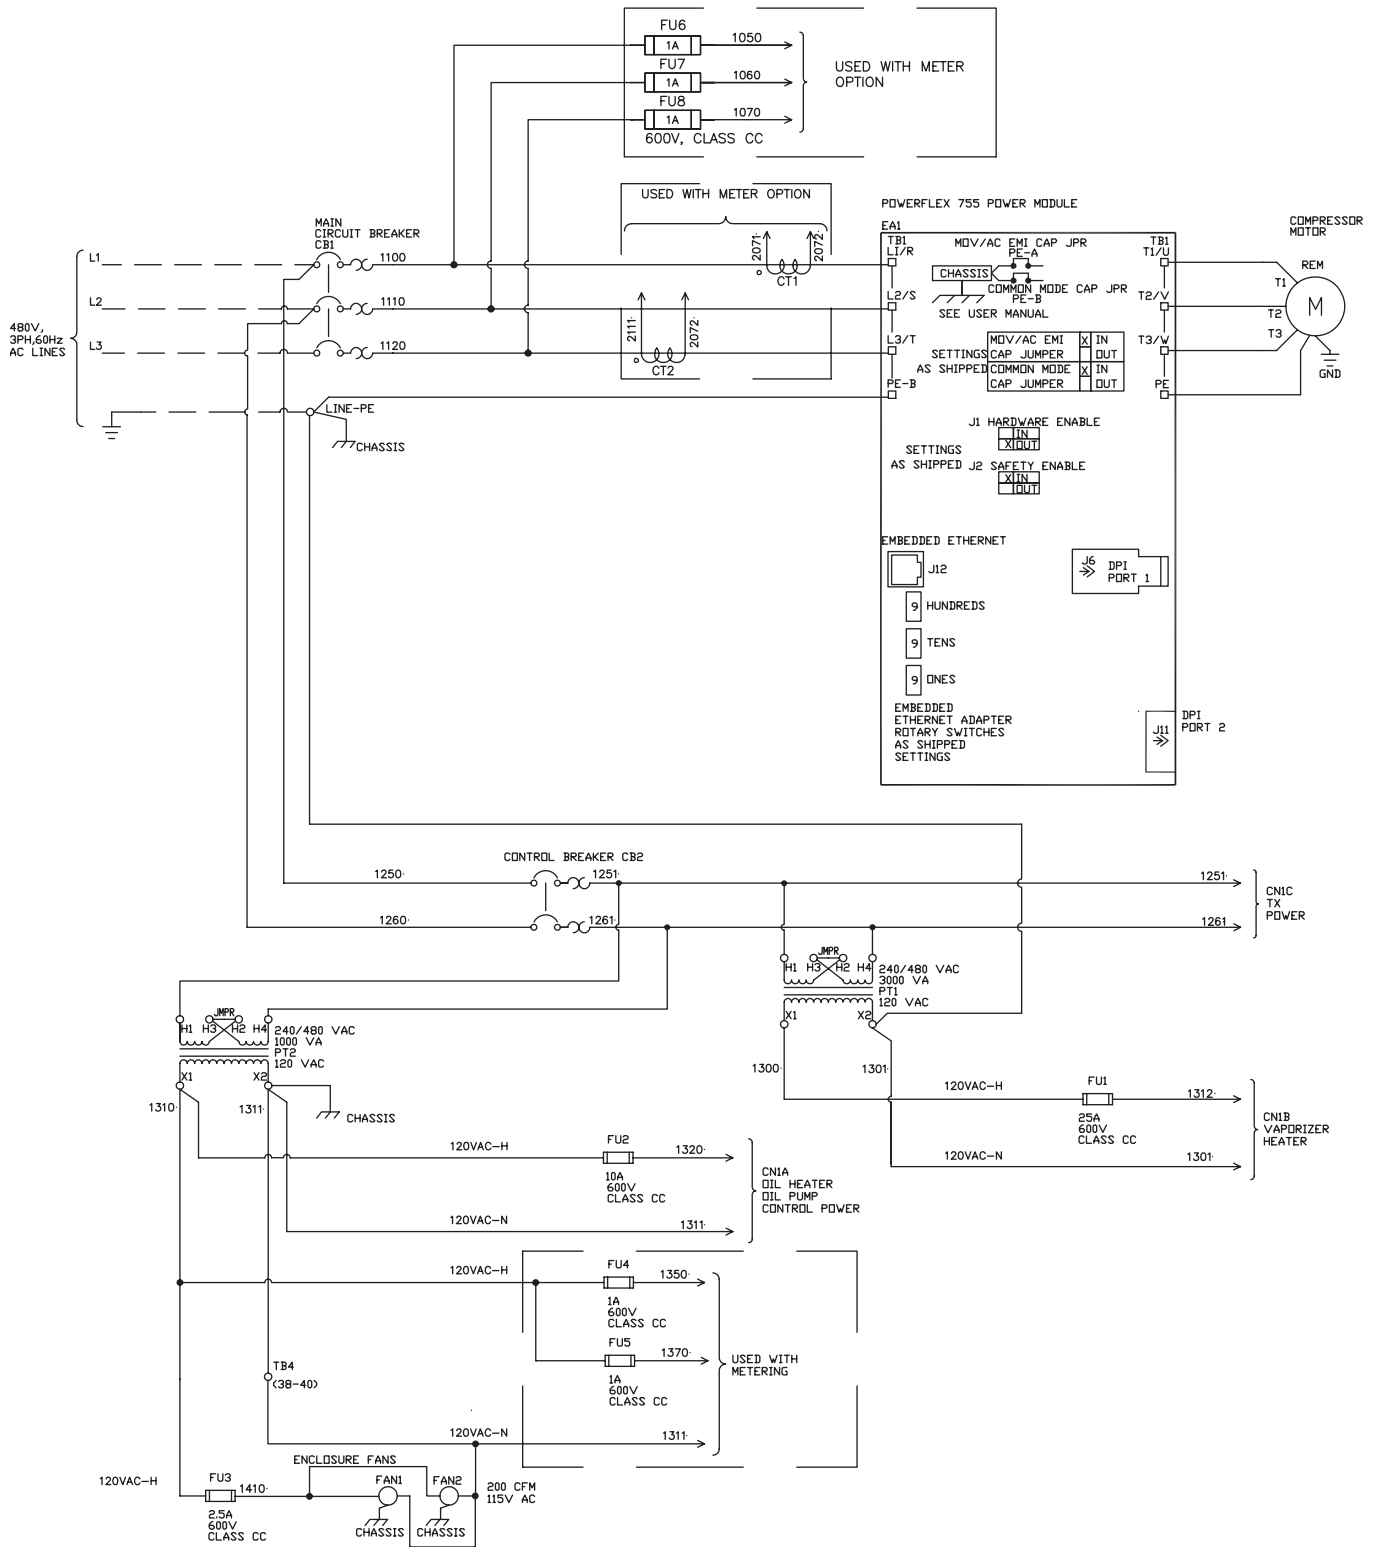 FU6
1A
1050
FU7
1A
1060
FU8
1A
1070
600V, CLASS CC
USED WITH METER
OPTION
USED WITH METER OPTION
2071
2072
CT1
2111
2072
CT2
MAIN
CIRCUIT BREAKER
CB1
L1
1100
L2
1110
L3
1120
480V,
3PH,60Hz
AC LINES
LINE-PE
CHASSIS
POWERFLEX 755 POWER MODULE
EA1
TB1
L1/R
MOV/AC EMI CAP JPR
PE-A
TB1
T1/U
CHASSIS
COMMON MODE CAP JPR
PE-B
SEE USER MANUAL
L2/S
T2/V
L3/T
T3/W
MOV/AC EMI X IN
SETTINGS CAP JUMPER OUT
AS SHIPPED COMMON MODE X IN
CAP JUMPER OUT
PE-B
PE
J1 HARDWARE ENABLE
IN
X OUT
SETTINGS
AS SHIPPED
J2 SAFETY ENABLE
X IN
OUT
COMPRESSOR
MOTOR
REM
T1
T2
T3
M
GND
EMBEDDED ETHERNET
J12
9 HUNDREDS
9 TENS
9 ONES
EMBEDDED
ETHERNET ADAPTER
ROTARY SWITCHES
AS SHIPPED
SETTINGS
J6
DPI
PORT 1
J11
DPI
PORT 2
CONTROL BREAKER CB2
1250
1251
1251
1260
1261
1261
CN1C
TX
POWER
JMPR
H1 H3 H2 H4
240/480 VAC
3000 VA
PT1
120 VAC
X1
X2
JMPR
H1 H3 H2 H4
240/480 VAC
1000 VA
PT2
120 VAC
X1
X2
1310
1311
CHASSIS
1300
1301
120VAC-H
FU1
1312
25A
600V
CLASS CC
120VAC-N
1301
CN1B
VAPORIZER
HEATER
120VAC-H
FU2
1320
10A
600V
CLASS CC
120VAC-N
1311
CN1A
OIL HEATER
OIL PUMP
CONTROL POWER
120VAC-H
FU4
1350
1A
600V
CLASS CC
FU5
1370
1A
600V
CLASS CC
USED WITH
METERING
TB4
(38-40)
120VAC-N
1311
120VAC-H
FU3
1410
2.5A
600V
CLASS CC
ENCLOSURE FANS
FAN1
FAN2
200 CFM
115V AC
CHASSIS
CHASSIS